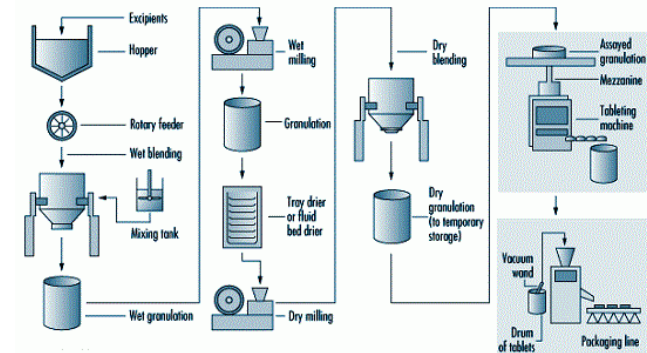 Excipients
Hopper
Rotary feeder
Wet blending
Mixing tank
Wet granulation
Wet
milling
Granulation
Tray drier
or fluid
bed drier
Dry milling
Dry
blending
Dry
granulation
(to temporary
storage)
Assayed
granulation
Mezzanine
Tableting
machine
Vacuum
wand
Drum
of tablets
Packaging line